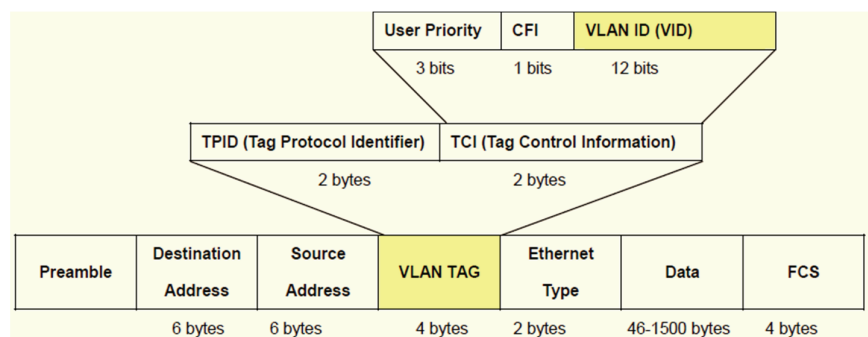 User Priority CFI VLAN ID (VID)
3 bits 1 bits 12 bits
TPID (Tag Protocol Identifier) TCI (Tag Control Information)
2 bytes 2 bytes
Preamble Destination Address Source Address VLAN TAG Ethernet Type Data FCS
6 bytes 6 bytes 4 bytes 2 bytes 46-1500 bytes 4 bytes